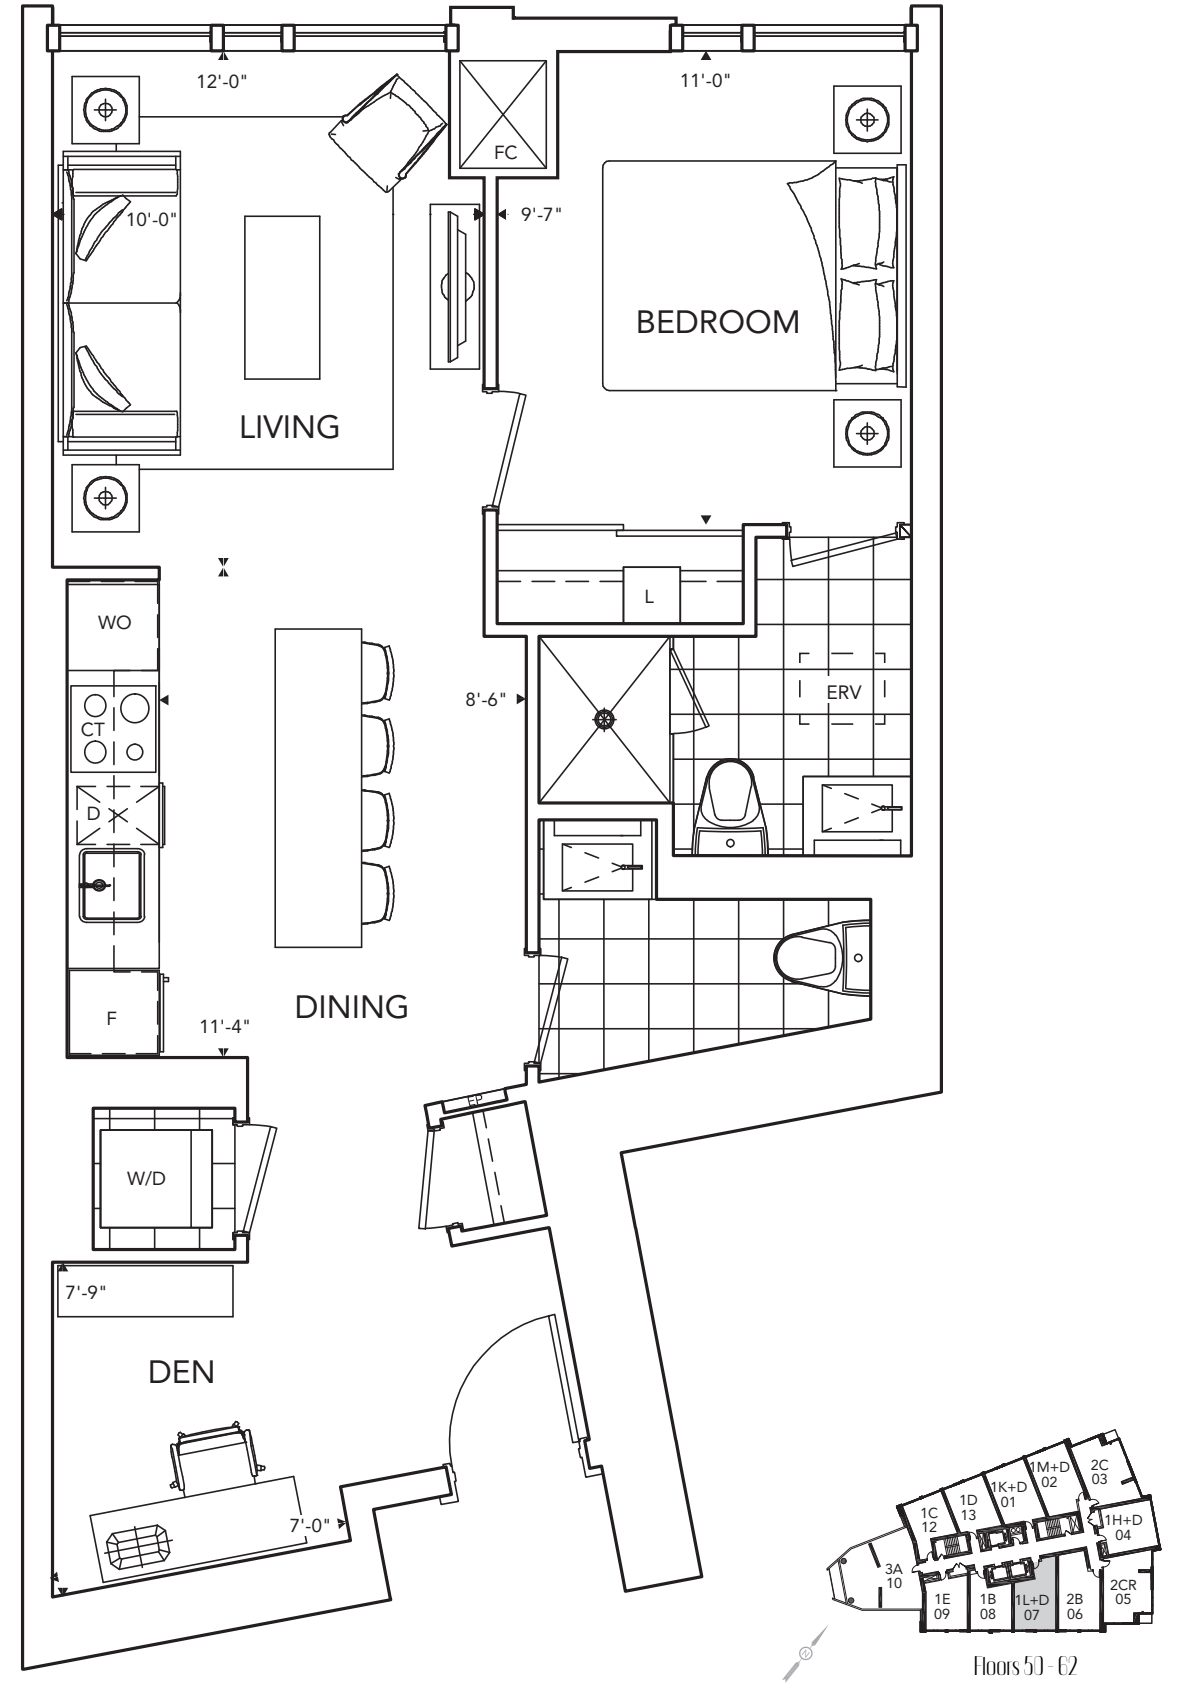 12'-0"
11'-0"
FC
10'-0"
9'-7"
BEDROOM
LIVING
L
WO
CT
8'-6"
ERV
D
DINING
F
11'-4"
EP
W/D
7'-9"
DEN
7'-0"
1M+D
02
2C
03
1K+D
01
1D
13
1C
12
1H+D
04
3A
10
1E
09
1B
08
1L+D
07
2B
06
2CR
05
N
Floors 50 - 62